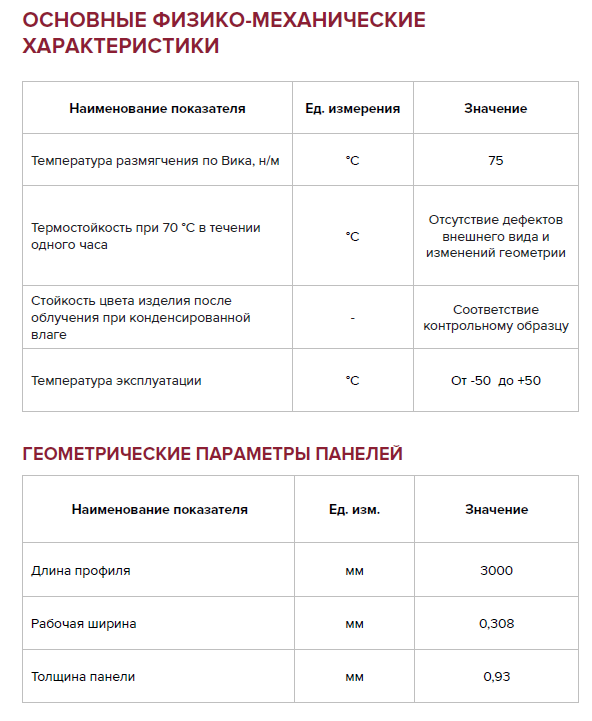 ОСНОВНЫЕ ФИЗИКО-МЕХАНИЧЕСКИЕ
ХАРАКТЕРИСТИКИ
Наименование показателя
Ед. измерения
Значение
Температура размягчения по Вика, н/м
°С
75
Термостойкость при 70 °С в течении
одного часа
°С
Отсутствие дефектов
внешнего вида и
изменений геометрии
Стойкость цвета изделия после
облучения при конденсированной
влаге
-
Соответствие
контрольному образцу
Температура эксплуатации
°С
От -50 до +50
ГЕОМЕТРИЧЕСКИЕ ПАРАМЕТРЫ ПАНЕЛЕЙ
Наименование показателя
Ед. изм.
Значение
Длина профиля
мм
3000
Рабочая ширина
мм
0,308
Толщина панели
мм
0,93